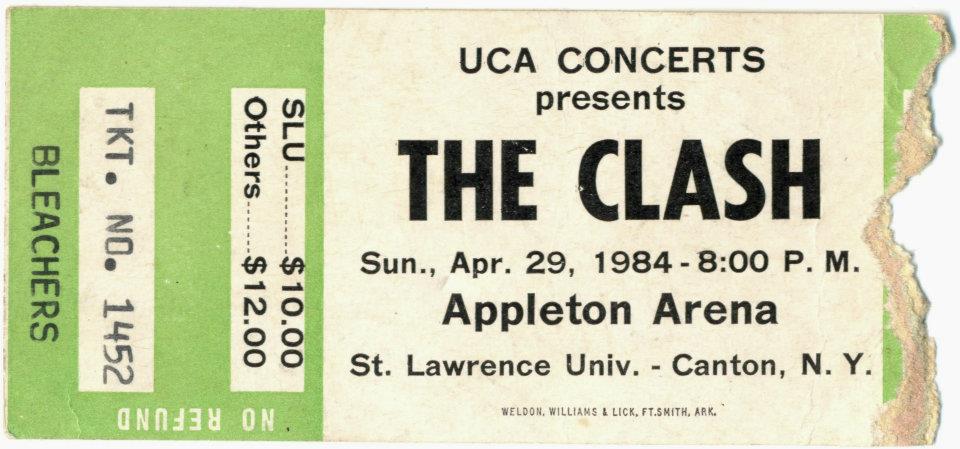 UCA CONCERTS
presents
THE CLASH
Sun., Apr. 29, 1984 - 8:00 P. M.
Appleton Arena
St. Lawrence Univ. - Canton, N. Y.
WELDON, WILLIAMS & LICK, FT. SMITH, ARK.
SLU........$10.00
Others......$12.00
TKT. NO. 1452
BLEACHERS
NO REFUND